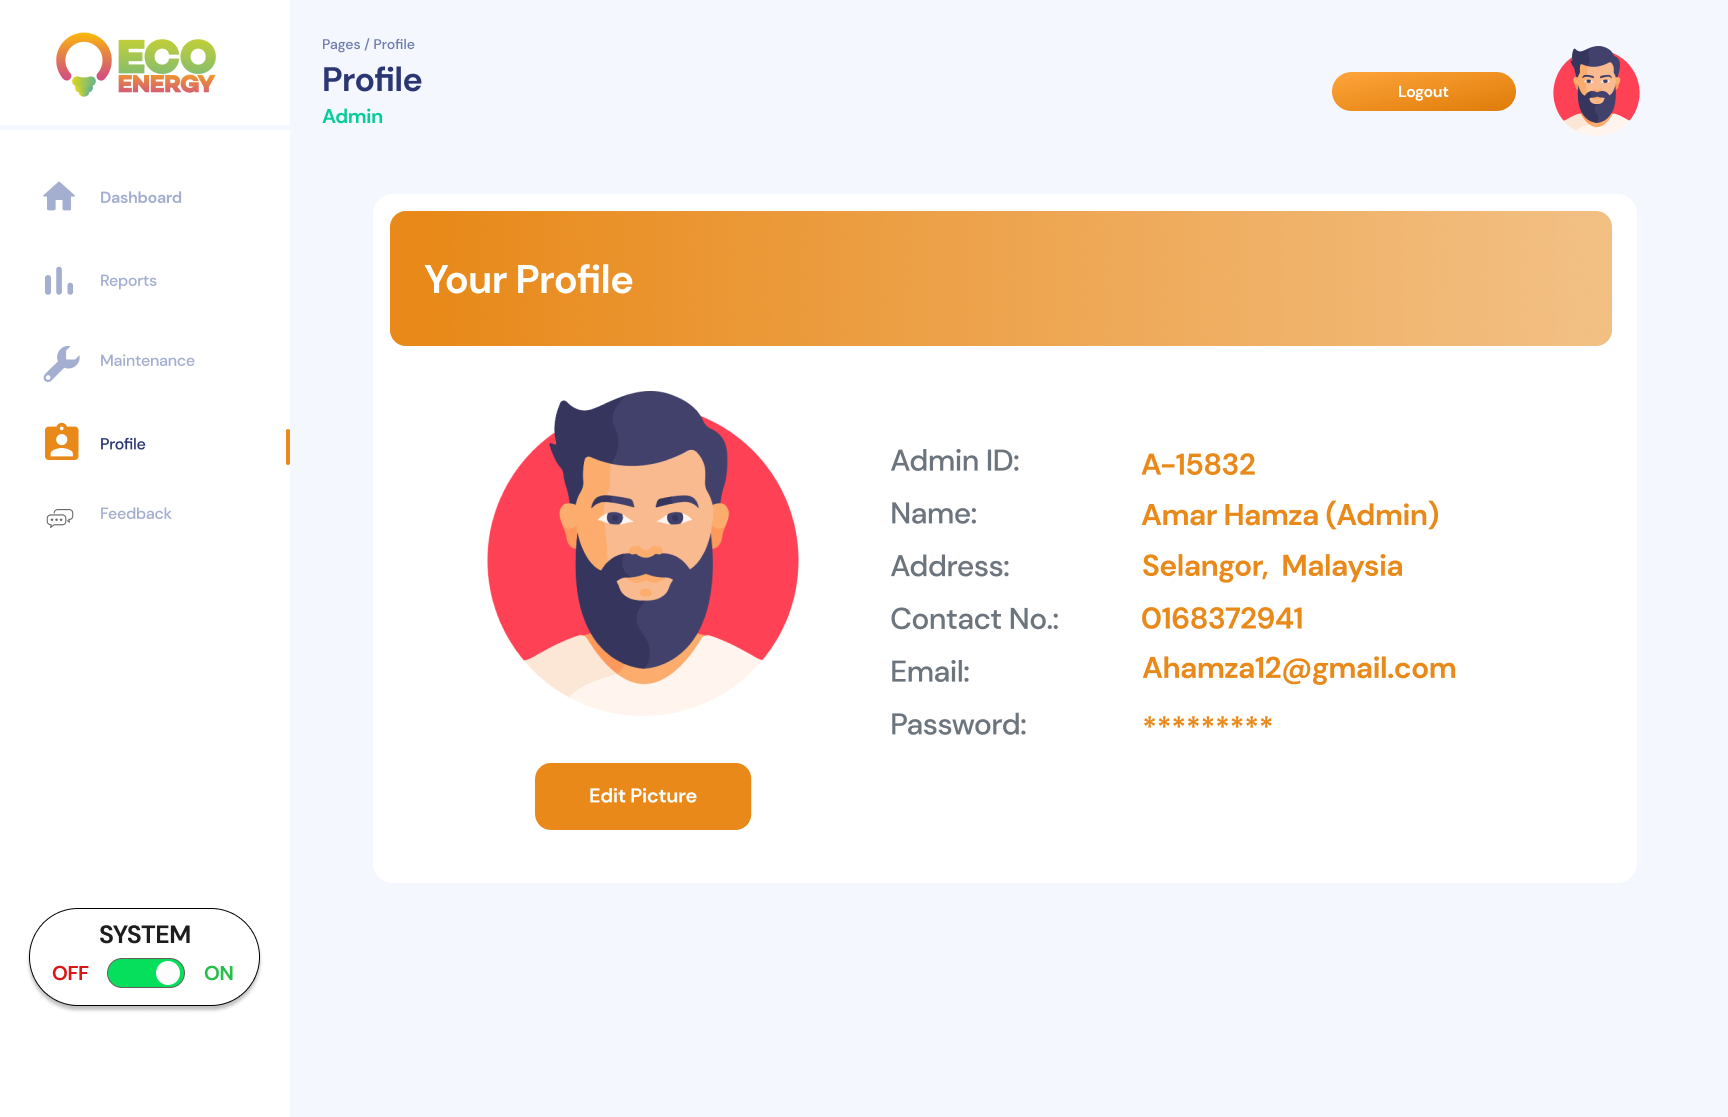 ECO
ENERGY
Pages / Profile
Profile
Admin
Logout
Dashboard
Reports
Maintenance
Profile
Feedback
SYSTEM
OFF ON
Your Profile
Edit Picture
Admin ID: A-15832
Name: Amar Hamza (Admin)
Address: Selangor, Malaysia
Contact No.: 0168372941
Email: Ahamza12@gmail.com
Password: *********